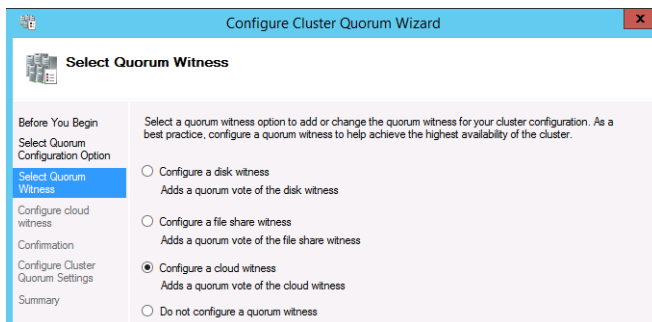 Configure Cluster Quorum Wizard
x
Select Quorum Witness
Before You Begin
Select Quorum
Configuration Option
Select Quorum
Witness
Configure cloud
witness
Confirmation
Configure Cluster
Quorum Settings
Summary
Select a quorum witness option to add or change the quorum witness for your cluster configuration. As a
best practice, configure a quorum witness to help achieve the highest availability of the cluster.
Configure a disk witness
Adds a quorum vote of the disk witness
Configure a file share witness
Adds a quorum vote of the file share witness
Configure a cloud witness
Adds a quorum vote of the cloud witness
Do not configure a quorum witness